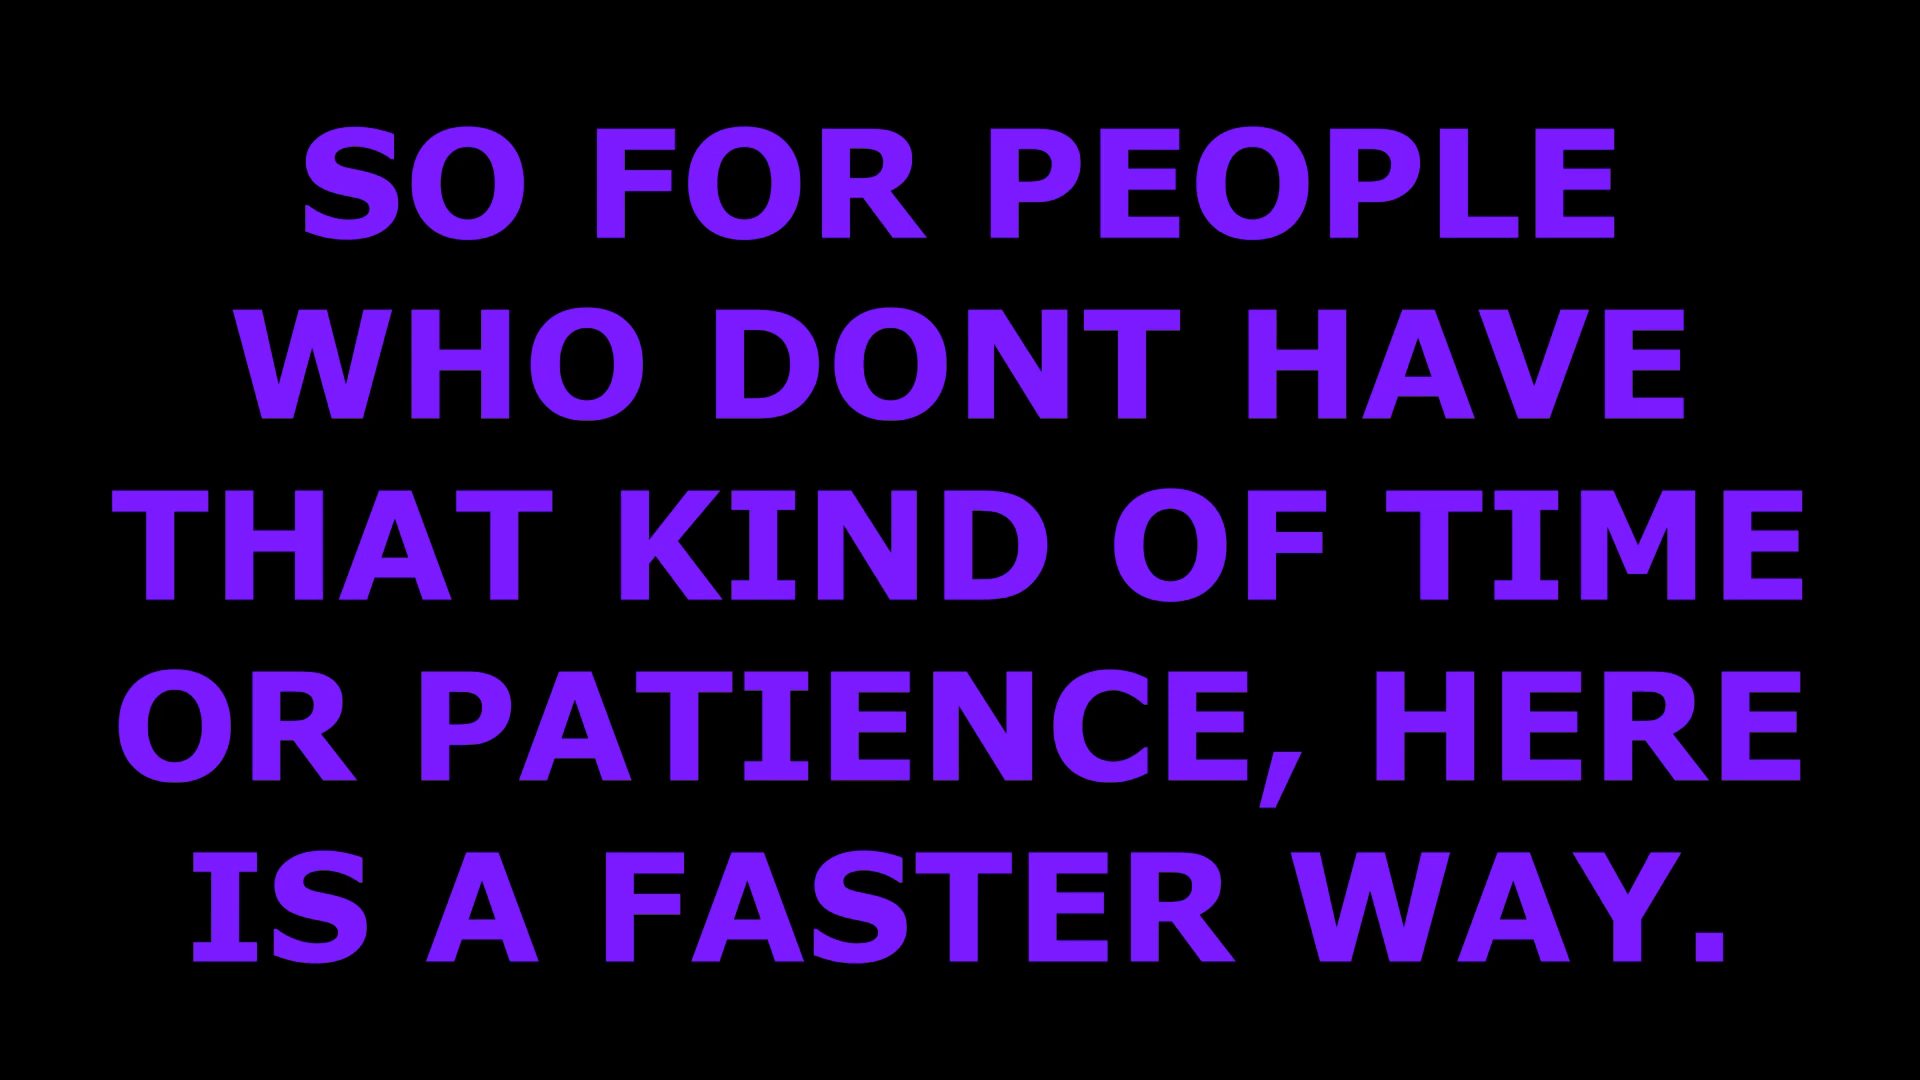 SO FOR PEOPLE
WHO DONT HAVE
THAT KIND OF TIME
OR PATIENCE, HERE
IS A FASTER WAY.